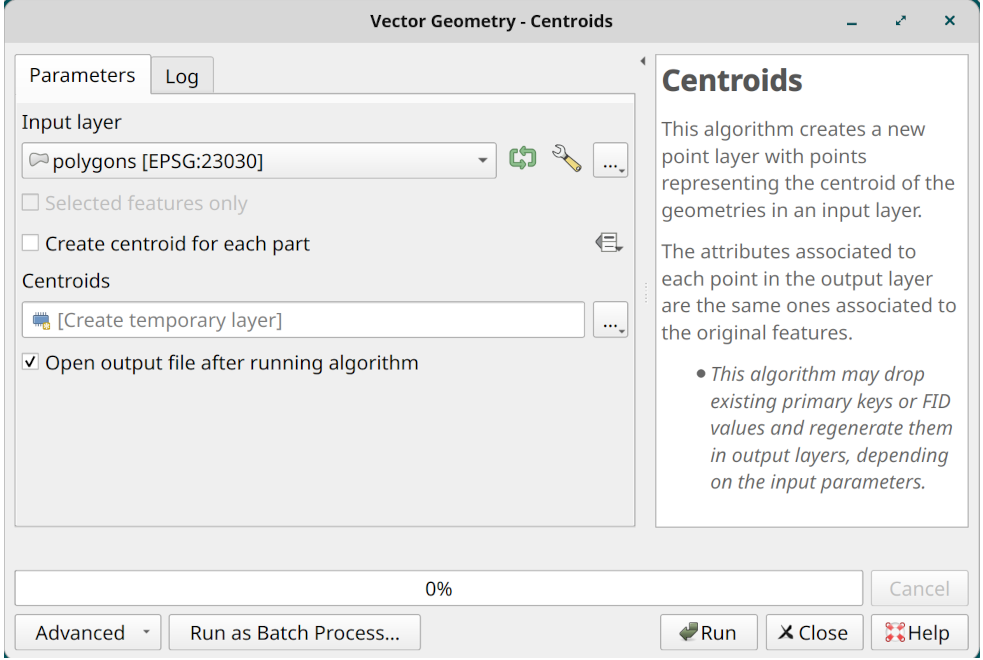 Vector Geometry - Centroids
Parameters
Log
Input layer
polygons [EPSG:23030]
...
Selected features only
Create centroid for each part
Centroids
[Create temporary layer]
...
Open output file after running algorithm
Centroids
This algorithm creates a new
point layer with points
representing the centroid of the
geometries in an input layer.
The attributes associated to
each point in the output layer
are the same ones associated to
the original features.
This algorithm may drop
existing primary keys or FID
values and regenerate them
in output layers, depending
on the input parameters.
0%
Cancel
Advanced
Run as Batch Process...
Run
Close
Help